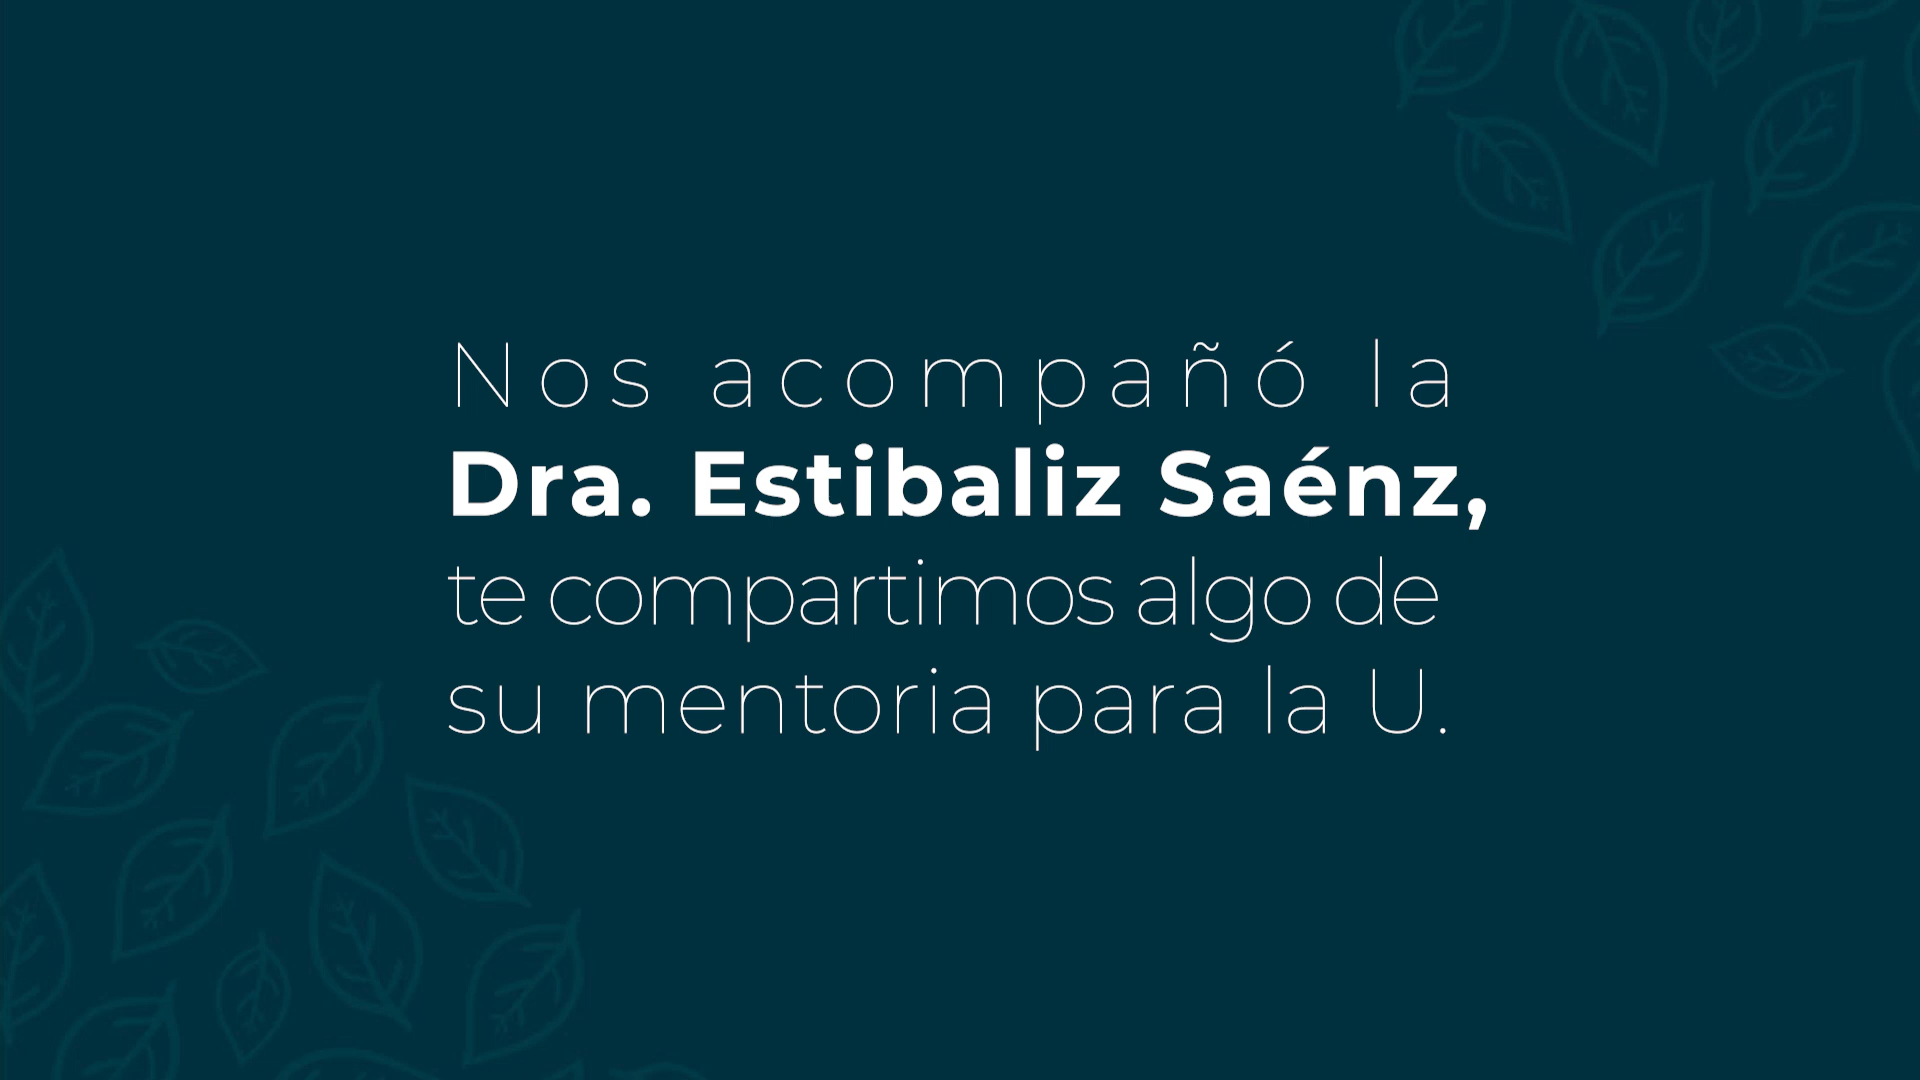 Nos acompañó la
Dra. Estibaliz Saénz,
te compartimos algo de
su mentoria para la U.